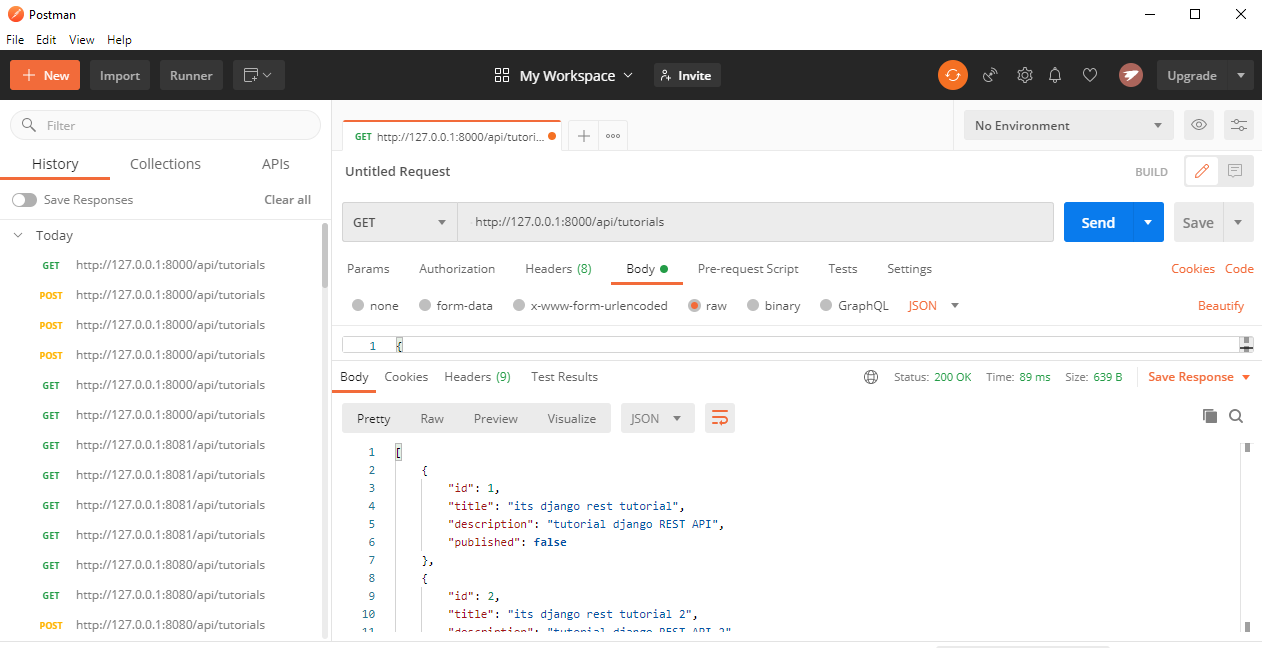 Postman
File Edit View Help
New Import Runner My Workspace Invite Upgrade
Filter
History Collections APIs
Save Responses Clear all
Today
GET http://127.0.0.1:8000/api/tutorials
POST http://127.0.0.1:8000/api/tutorials
POST http://127.0.0.1:8000/api/tutorials
POST http://127.0.0.1:8000/api/tutorials
GET http://127.0.0.1:8000/api/tutorials
GET http://127.0.0.1:8000/api/tutorials
GET http://127.0.0.1:8081/api/tutorials
GET http://127.0.0.1:8081/api/tutorials
GET http://127.0.0.1:8081/api/tutorials
GET http://127.0.0.1:8081/api/tutorials
GET http://127.0.0.1:8080/api/tutorials
GET http://127.0.0.1:8080/api/tutorials
POST http://127.0.0.1:8080/api/tutorials
GET http://127.0.0.1:8000/api/tutori...
No Environment
Untitled Request BUILD
GET http://127.0.0.1:8000/api/tutorials Send Save
Params Authorization Headers (8) Body Pre-request Script Tests Settings Cookies Code
none form-data x-www-form-urlencoded raw binary GraphQL JSON Beautify
1 {
Body Cookies Headers (9) Test Results Status: 200 OK Time: 89 ms Size: 639 B Save Response
Pretty Raw Preview Visualize JSON
1 [
2 {
3 "id": 1,
4 "title": "its django rest tutorial",
5 "description": "tutorial django REST API",
6 "published": false
7 },
8 {
9 "id": 2,
10 "title": "its django rest tutorial 2",
11 "description": "tutorial django REST API 2"